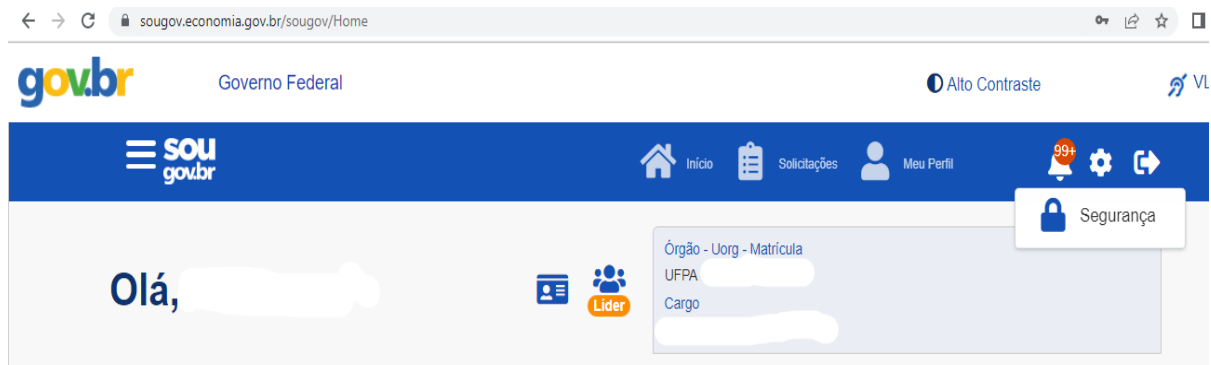 sougov.economia.gov.br/sougov/Home
gov.br Governo Federal Alto Contraste VL
sou
gov.br
Início Solicitações Meu Perfil 99+
Segurança
Órgão - Uorg - Matrícula
UFPA
Olá,
Líder
Cargo